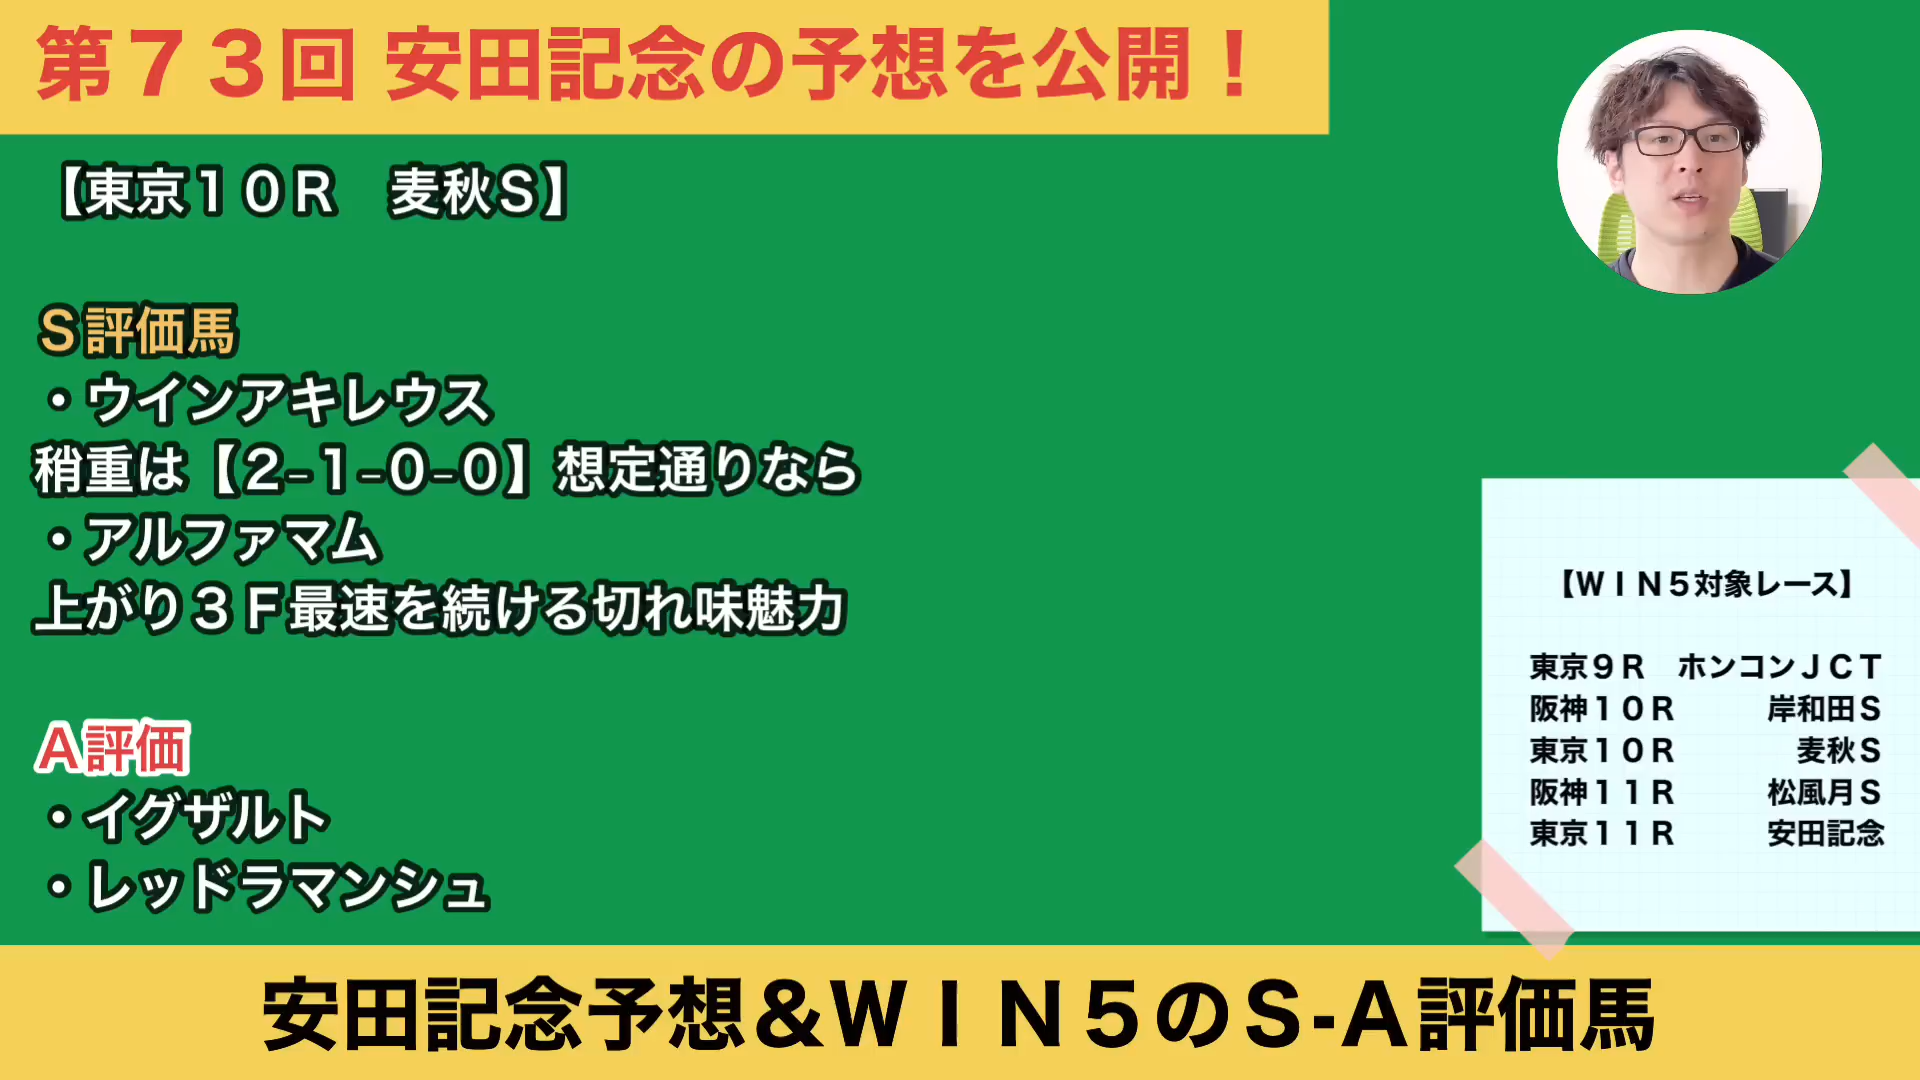 第７３回 安田記念の予想を公開！
【東京１０Ｒ　麦秋Ｓ】
Ｓ評価馬
・ウインアキレウス
稍重は【２−１−０−０】想定通りなら
・アルファマム
上がり３Ｆ最速を続ける切れ味魅力
Ａ評価
・イグザルト
・レッドラマンシュ
【ＷＩＮ５対象レース】
東京９Ｒ　ホンコンＪＣＴ
阪神１０Ｒ　　　岸和田Ｓ
東京１０Ｒ　　　　麦秋Ｓ
阪神１１Ｒ　　　松風月Ｓ
東京１１Ｒ　　　安田記念
安田記念予想&ＷＩＮ５のＳ-Ａ評価馬